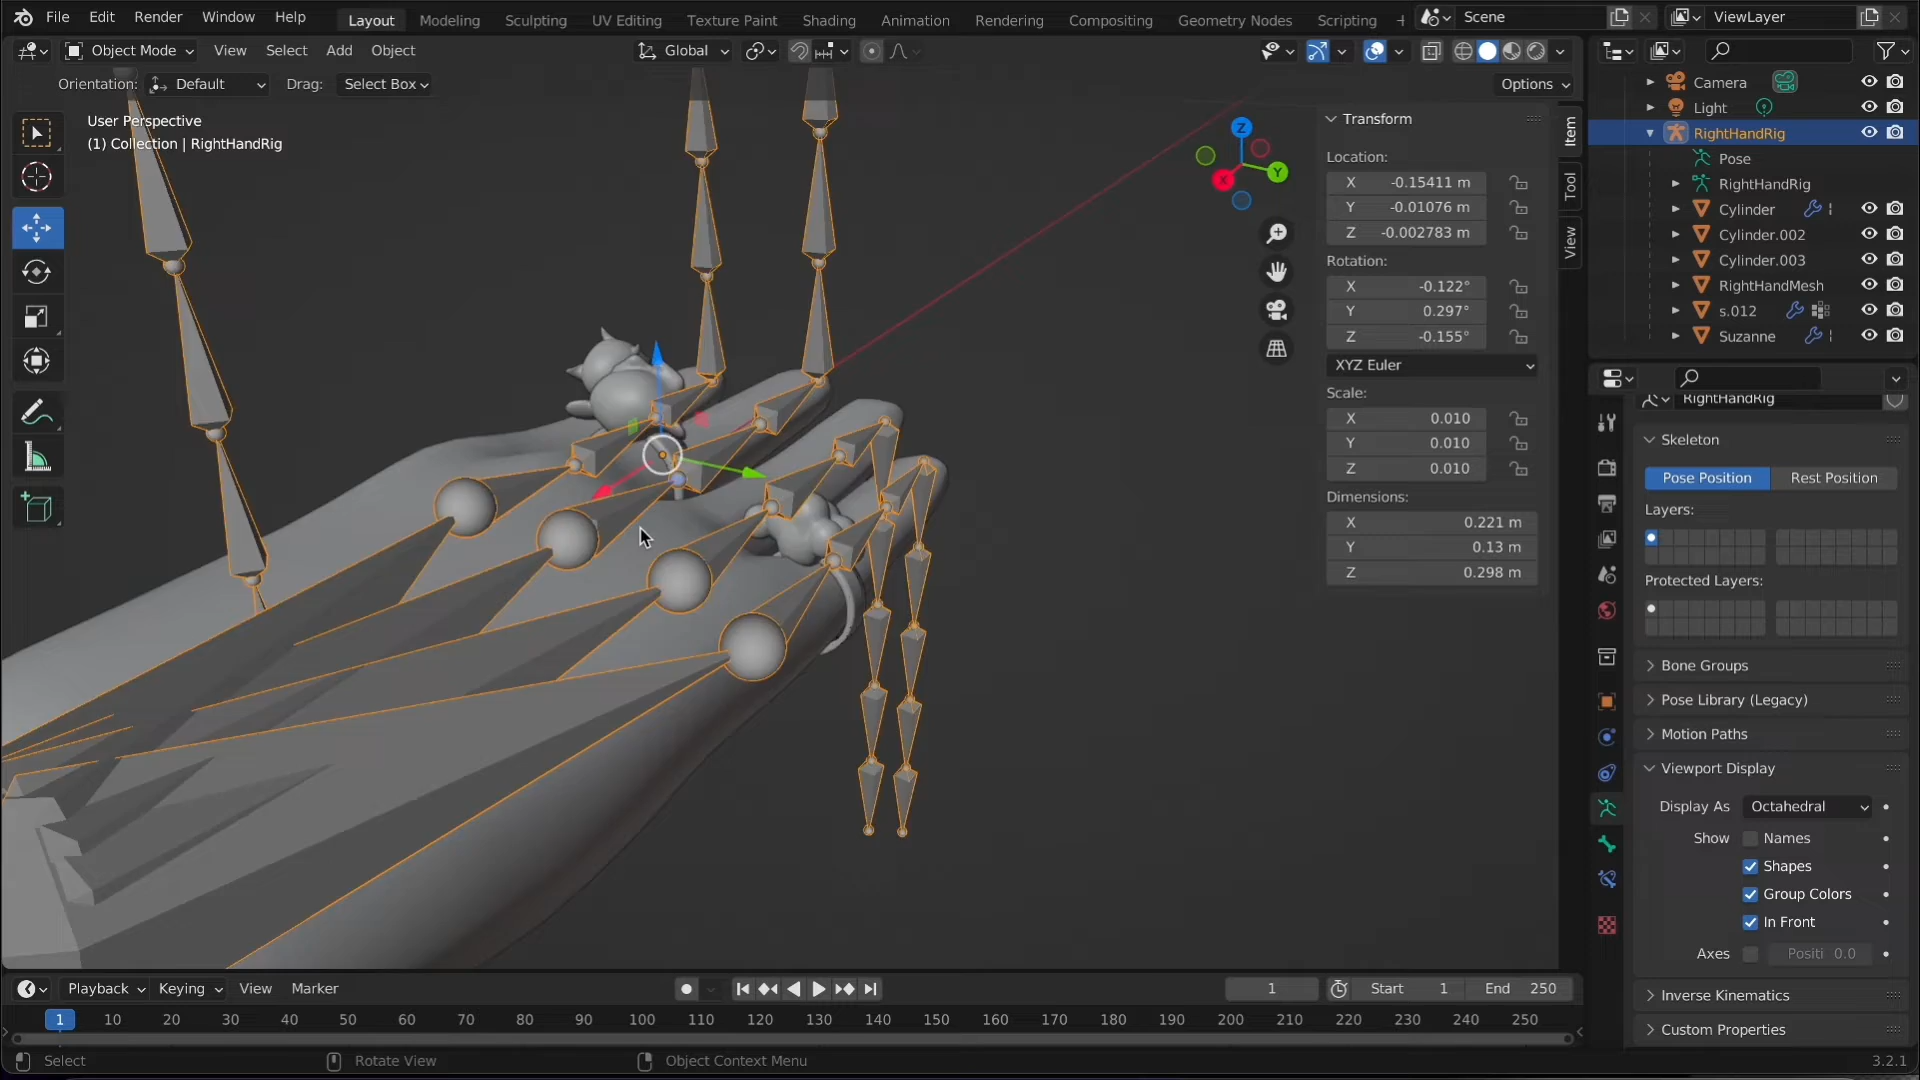 File Edit Render Window Help Layout Modeling Sculpting UV Editing Texture Paint Shading Animation Rendering Compositing Geometry Nodes Scripting Scene ViewLayer
Object Mode View Select Add Object Global
Orientation: Default Drag: Select Box Options
User Perspective
(1) Collection | RightHandRig
Transform
Location:
X -0.15411 m
Y -0.01076 m
Z -0.002783 m
Rotation:
X -0.122°
Y 0.297°
Z -0.155°
XYZ Euler
Scale:
X 0.010
Y 0.010
Z 0.010
Dimensions:
X 0.221 m
Y 0.13 m
Z 0.298 m
Item
Tool
View
Z
Y
X
Camera
Light
RightHandRig
Pose
RightHandRig
Cylinder
Cylinder.002
Cylinder.003
RightHandMesh
s.012
Suzanne
RightHandRig
Skeleton
Pose Position Rest Position
Layers:
Protected Layers:
Bone Groups
Pose Library (Legacy)
Motion Paths
Viewport Display
Display As Octahedral
Show Names
Shapes
Group Colors
In Front
Axes Positi 0.0
Inverse Kinematics
Custom Properties
Playback Keying View Marker 1 Start 1 End 250
1 10 20 30 40 50 60 70 80 90 100 110 120 130 140 150 160 170 180 190 200 210 220 230 240 250
Select Rotate View Object Context Menu 3.2.1